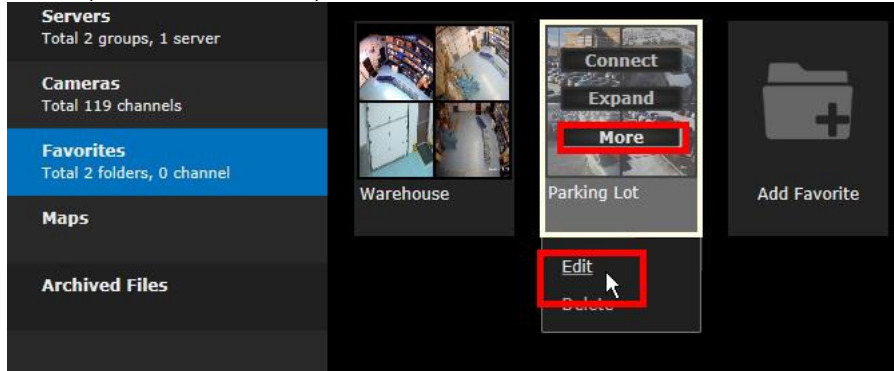 Servers
Total 2 groups, 1 server
Cameras
Total 119 channels
Favorites
Total 2 folders, 0 channel
Maps
Archived Files
Warehouse
Connect
Expand
More
Parking Lot
Edit
Delete
Add Favorite